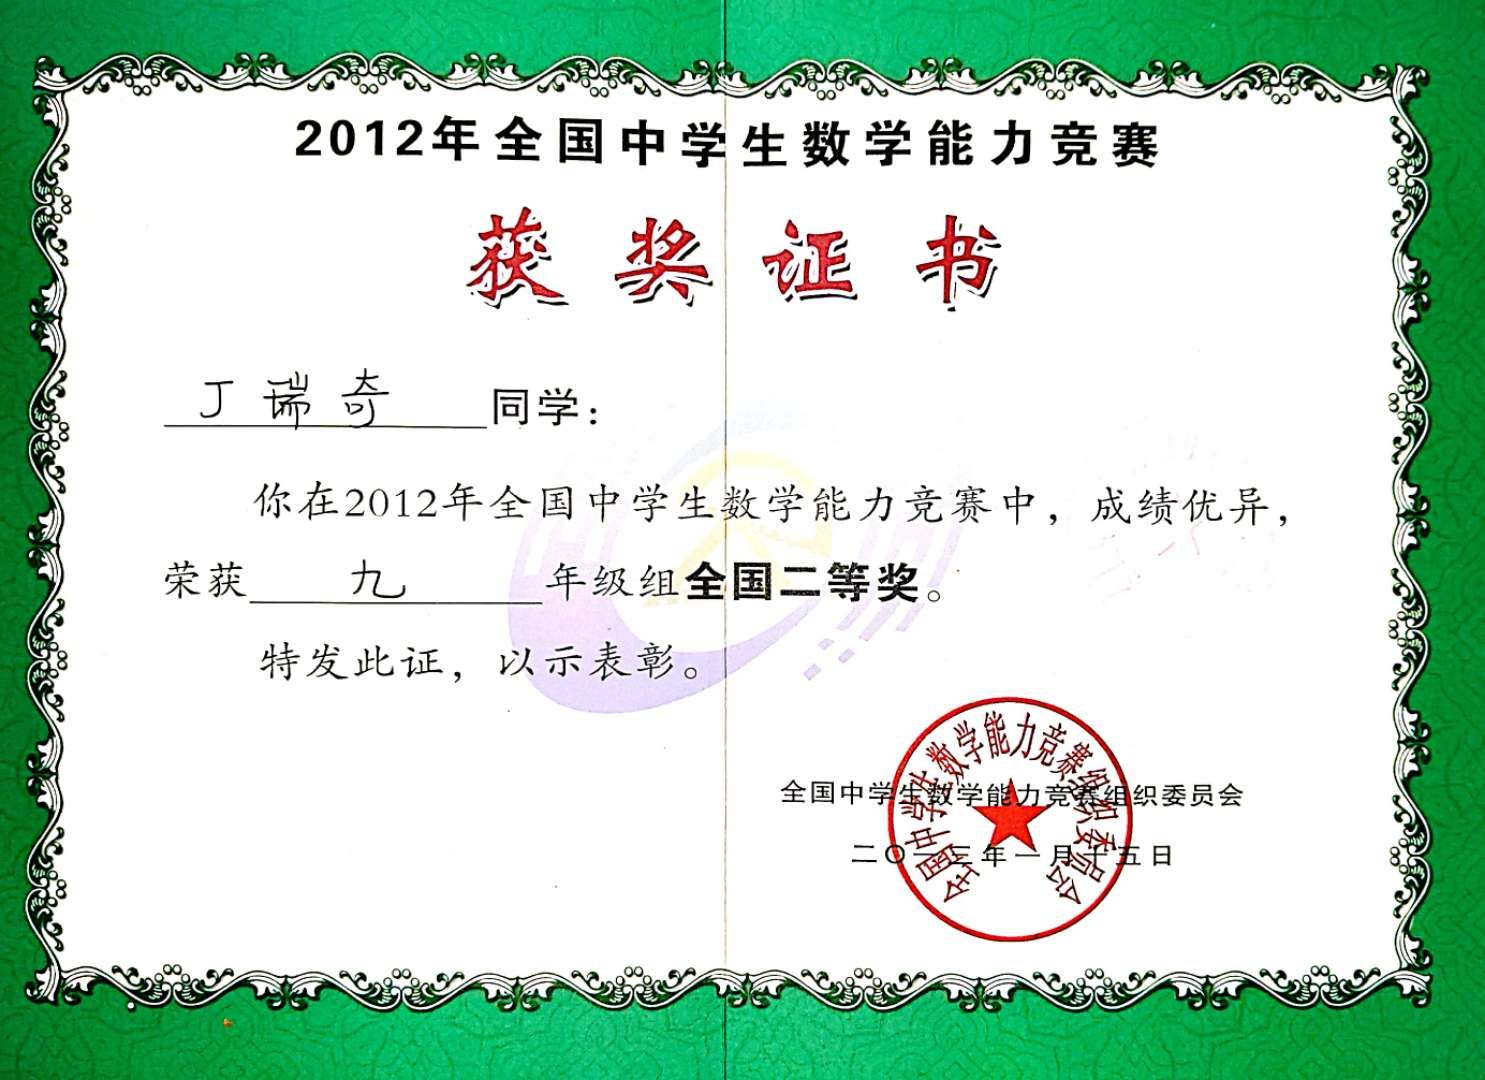 2012年全国中学生数学能力竞赛
获奖证书
丁瑞奇同学:
你在2012年全国中学生数学能力竞赛中，成绩优异，
荣获九年级组全国二等奖。
特发此证，以示表彰。
全国中学生数学能力竞赛组织委员会
二〇一三年一月十五日
全国中学生数学能力竞赛组织委员会